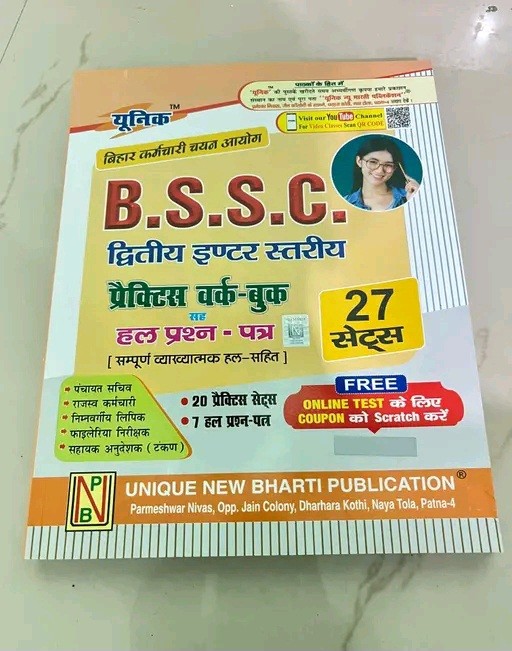 पाठकों के हित में
यूनिक TM
Visit our YouTube Channel
For Video Classes Scan QR CODE
बिहार कर्मचारी चयन आयोग
B.S.S.C.
द्वितीय इण्टर स्तरीय
प्रैक्टिस वर्क-बुक
सह
हल प्रश्न - पत्र
[ सम्पूर्ण व्याख्यात्मक हल-सहित ]
27
सेट्स
• पंचायत सचिव
• राजस्व कर्मचारी
• निम्नवर्गीय लिपिक
• फाइलेरिया निरीक्षक
• सहायक अनुदेशक ( टंकण )
• 20 प्रैक्टिस सेट्स
• 7 हल प्रश्न-पत्र
FREE
ONLINE TEST के लिए
COUPON को Scratch करें
NPB
UNIQUE NEW BHARTI PUBLICATION®
Parmeshwar Nivas, Opp. Jain Colony, Dharhara Kothi, Naya Tola, Patna-4